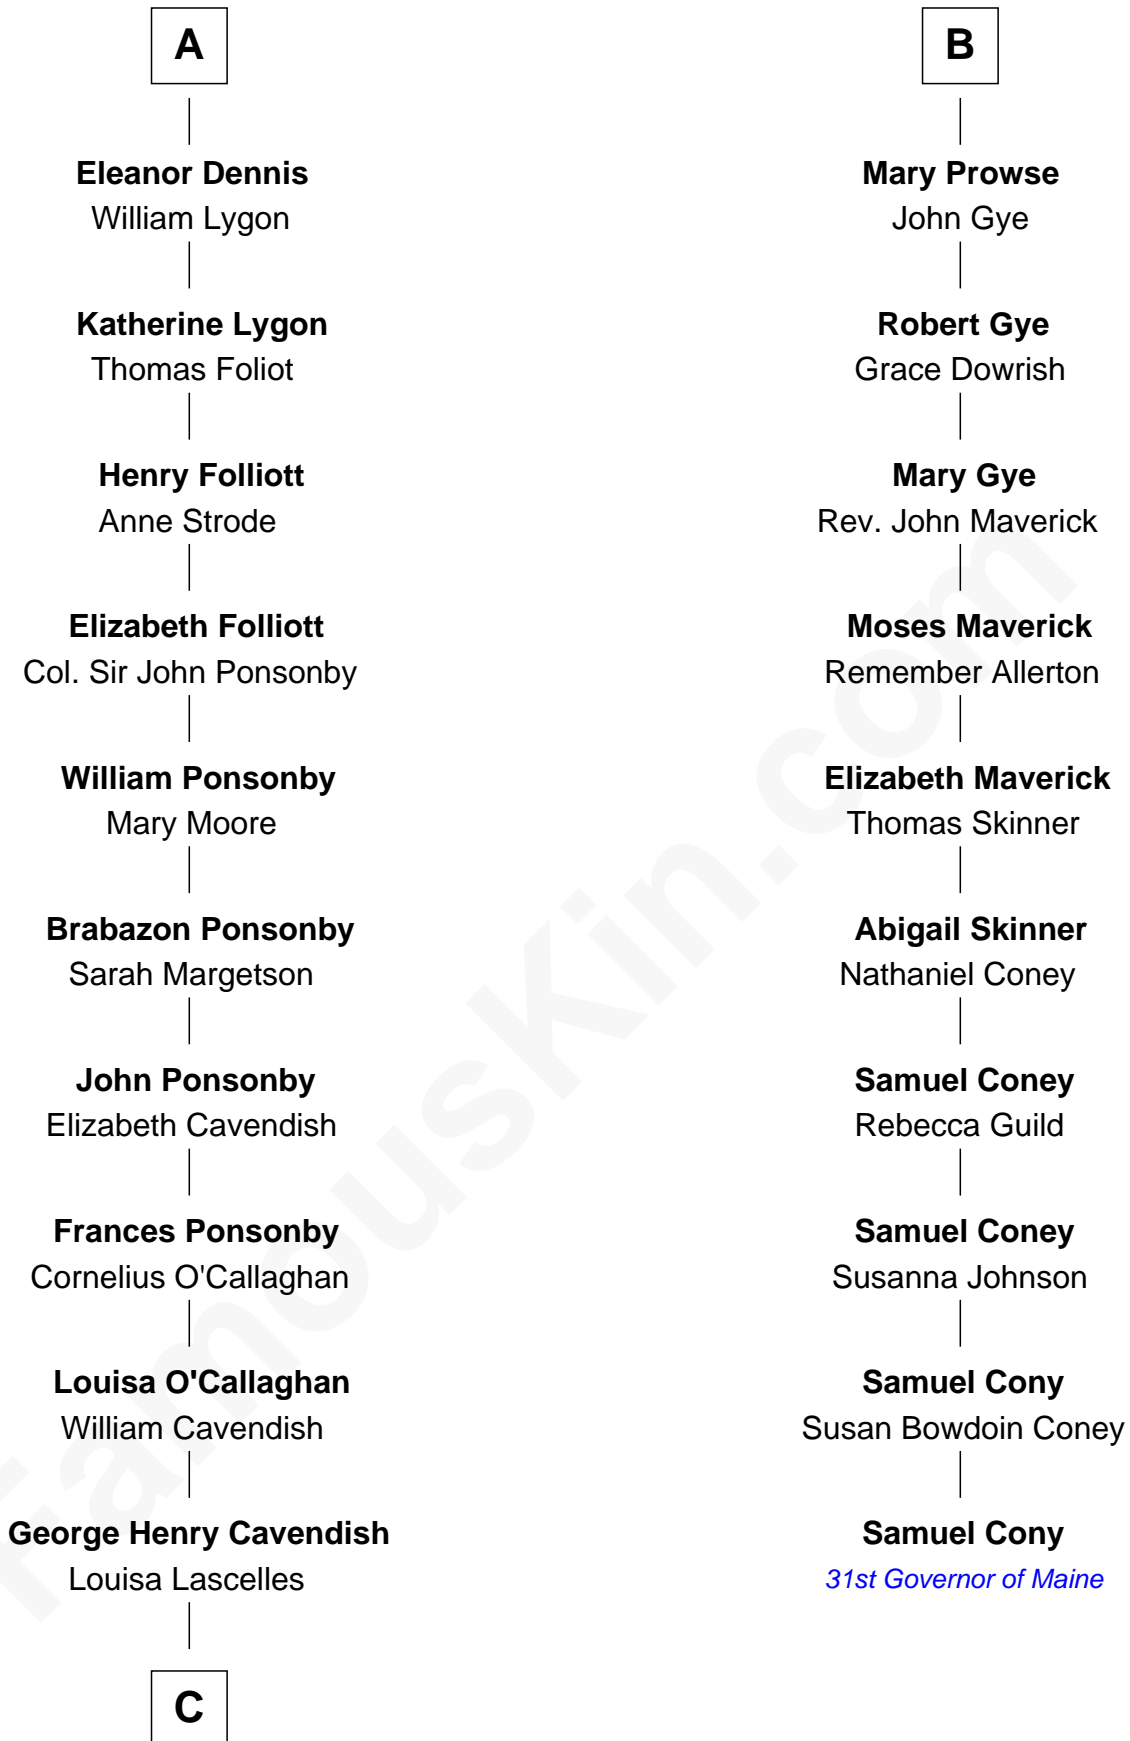 A
Eleanor Dennis
William Lygon
Katherine Lygon
Thomas Foliot
Henry Folliott
Anne Strode
Elizabeth Folliott
Col. Sir John Ponsonby
William Ponsonby
Mary Moore
Brabazon Ponsonby
Sarah Margetson
John Ponsonby
Elizabeth Cavendish
Frances Ponsonby
Cornelius O'Callaghan
Louisa O'Callaghan
William Cavendish
George Henry Cavendish
Louisa Lascelles
C
B
Mary Prowse
John Gye
Robert Gye
Grace Dowrish
Mary Gye
Rev. John Maverick
Moses Maverick
Remember Allerton
Elizabeth Maverick
Thomas Skinner
Abigail Skinner
Nathaniel Coney
Samuel Coney
Rebecca Guild
Samuel Coney
Susanna Johnson
Samuel Cony
Susan Bowdoin Coney
Samuel Cony
31st Governor of Maine
FamousKin.com